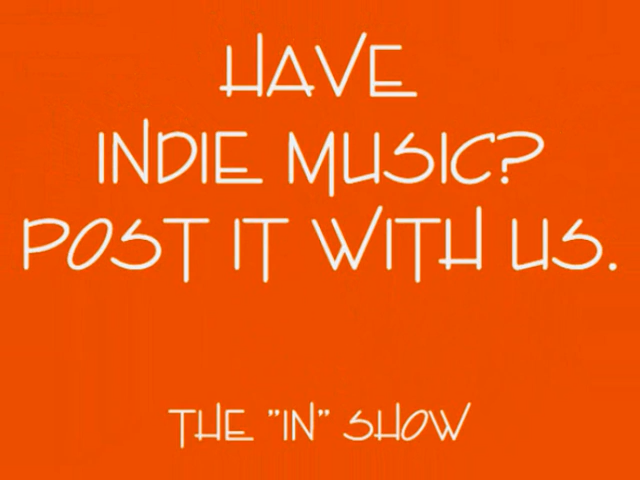 HAVE
INDIE MUSIC?
POST IT WITH US.
THE "IN" SHOW